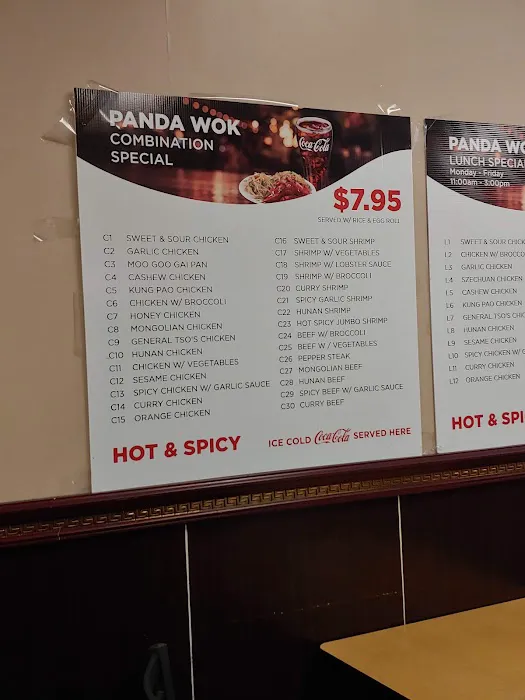 PANDA WOK
COMBINATION
SPECIAL
Coca-Cola
$7.95
SERVED W/ RICE & EGG ROLL
C1 SWEET & SOUR CHICKEN
C2 GARLIC CHICKEN
C3 MOO GOO GAI PAN
C4 CASHEW CHICKEN
C5 KUNG PAO CHICKEN
C6 CHICKEN W/ BROCCOLI
C7 HONEY CHICKEN
C8 MONGOLIAN CHICKEN
C9 GENERAL TSO'S CHICKEN
C10 HUNAN CHICKEN
C11 CHICKEN W/ VEGETABLES
C12 SESAME CHICKEN
C13 SPICY CHICKEN W/ GARLIC SAUCE
C14 CURRY CHICKEN
C15 ORANGE CHICKEN
C16 SWEET & SOUR SHRIMP
C17 SHRIMP W/ VEGETABLES
C18 SHRIMP W/ LOBSTER SAUCE
C19 SHRIMP W/ BROCCOLI
C20 CURRY SHRIMP
C21 SPICY GARLIC SHRIMP
C22 HUNAN SHRIMP
C23 HOT SPICY JUMBO SHRIMP
C24 BEEF W/ BROCCOLI
C25 BEEF W / VEGETABLES
C26 PEPPER STEAK
C27 MONGOLIAN BEEF
C28 HUNAN BEEF
C29 SPICY BEEF W/ GARLIC SAUCE
C30 CURRY BEEF
HOT & SPICY
ICE COLD Coca-Cola SERVED HERE
PANDA WO
LUNCH SPECIA
Monday - Friday
11:00am - 3:00pm
L1 SWEET & SOUR CHICK
L2 CHICKEN W/ BROCCO
L3 GARLIC CHICKEN
L4 SZECHUAN CHICKEN
L5 CASHEW CHICKEN
L6 KUNG PAO CHICKEN
L7 GENERAL TSO'S CHIC
L8 HUNAN CHICKEN
L9 SESAME CHICKEN
L10 SPICY CHICKEN W/ G
L11 CURRY CHICKEN
L12 ORANGE CHICKEN
HOT & SPI